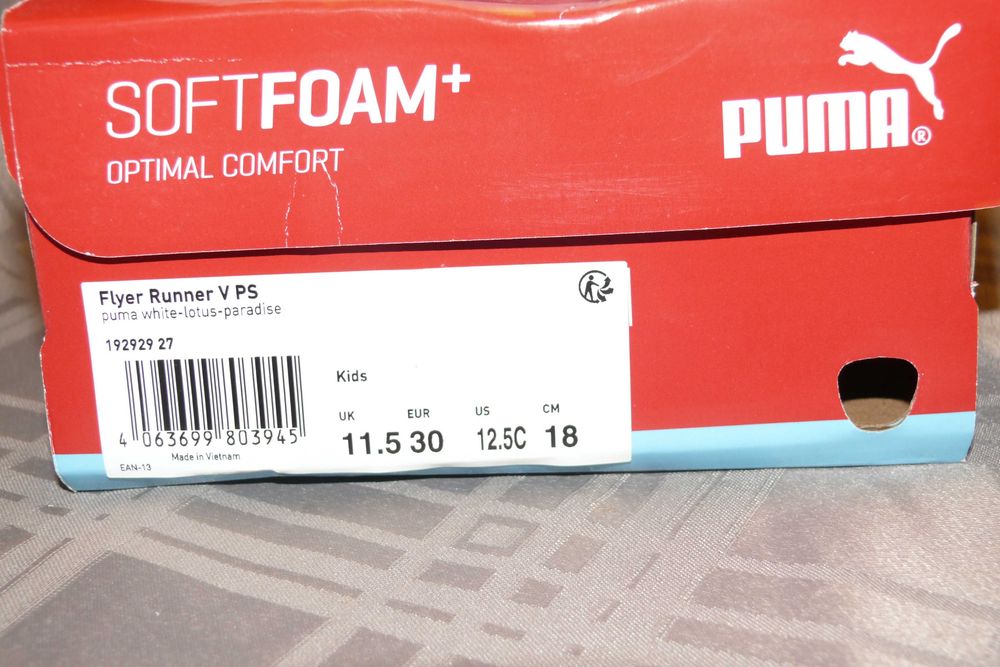 SOFTFOAM+
OPTIMAL COMFORT
PUMA®
Flyer Runner V PS
puma white-lotus-paradise
192929 27
4 063699 803945
Made in Vietnam
EAN-13
Kids
UK EUR US CM
11.5 30 12.5C 18